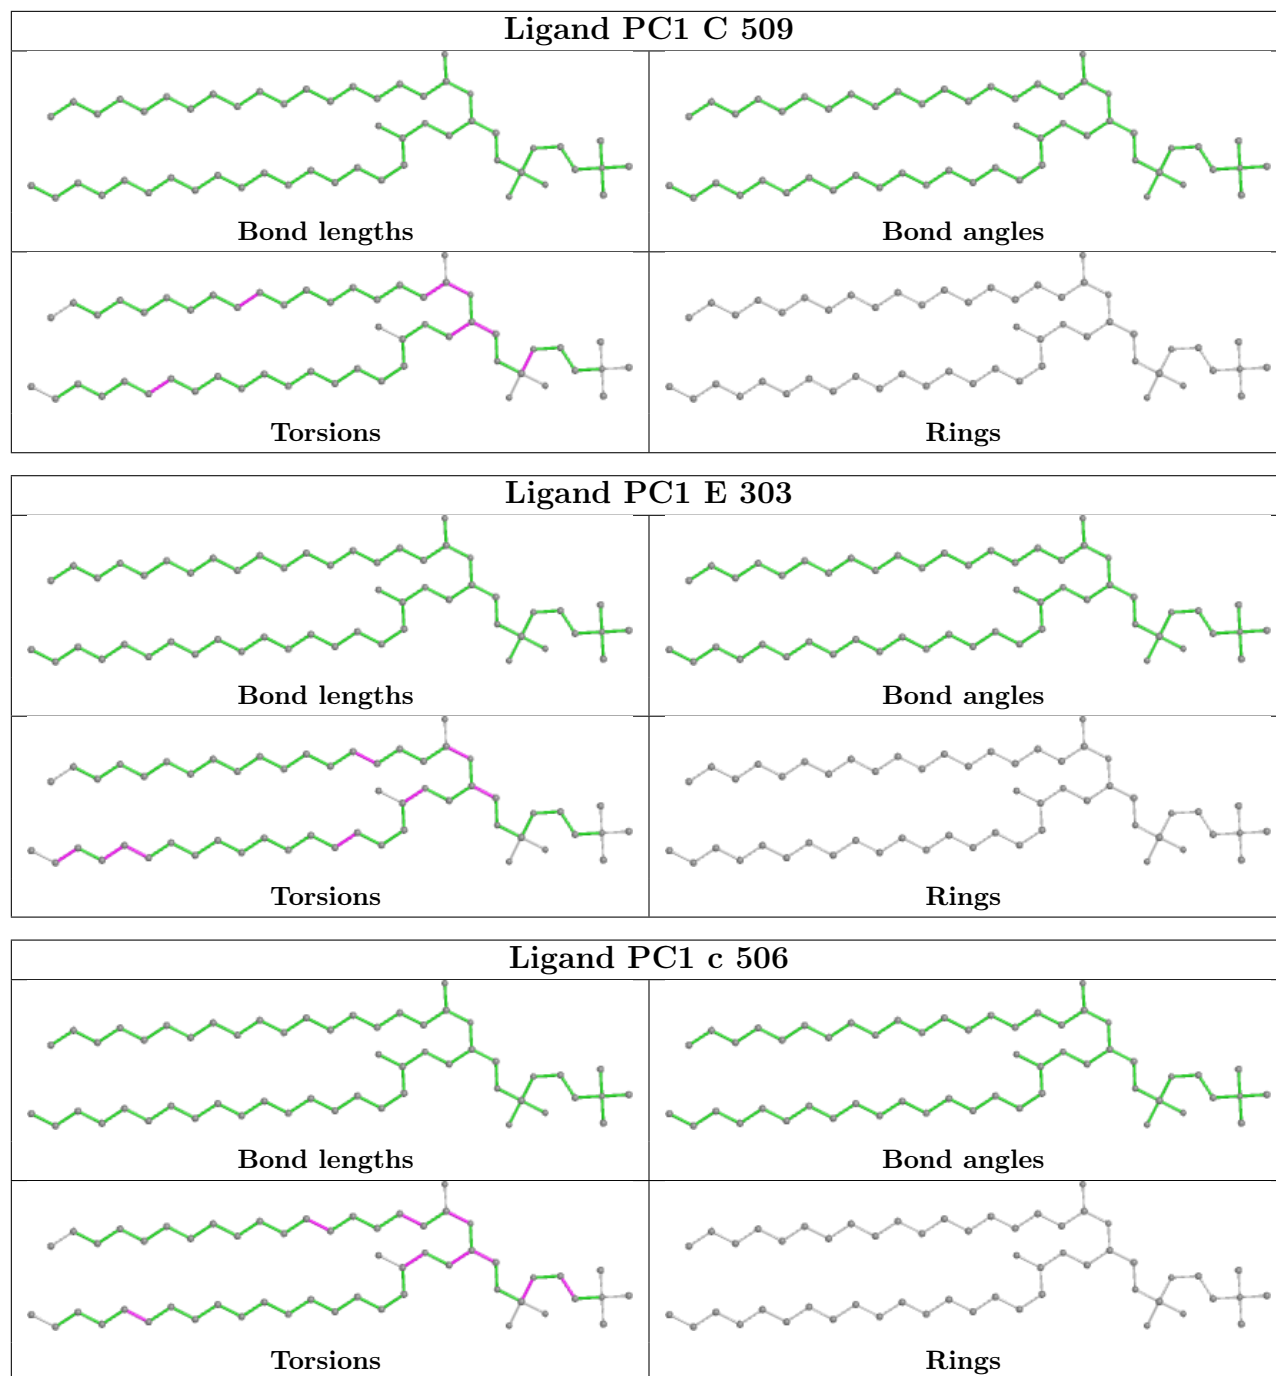 Ligand PC1 C 509
Bond lengths
Bond angles
Torsions
Rings
Ligand PC1 E 303
Bond lengths
Bond angles
Torsions
Rings
Ligand PC1 c 506
Bond lengths
Bond angles
Torsions
Rings